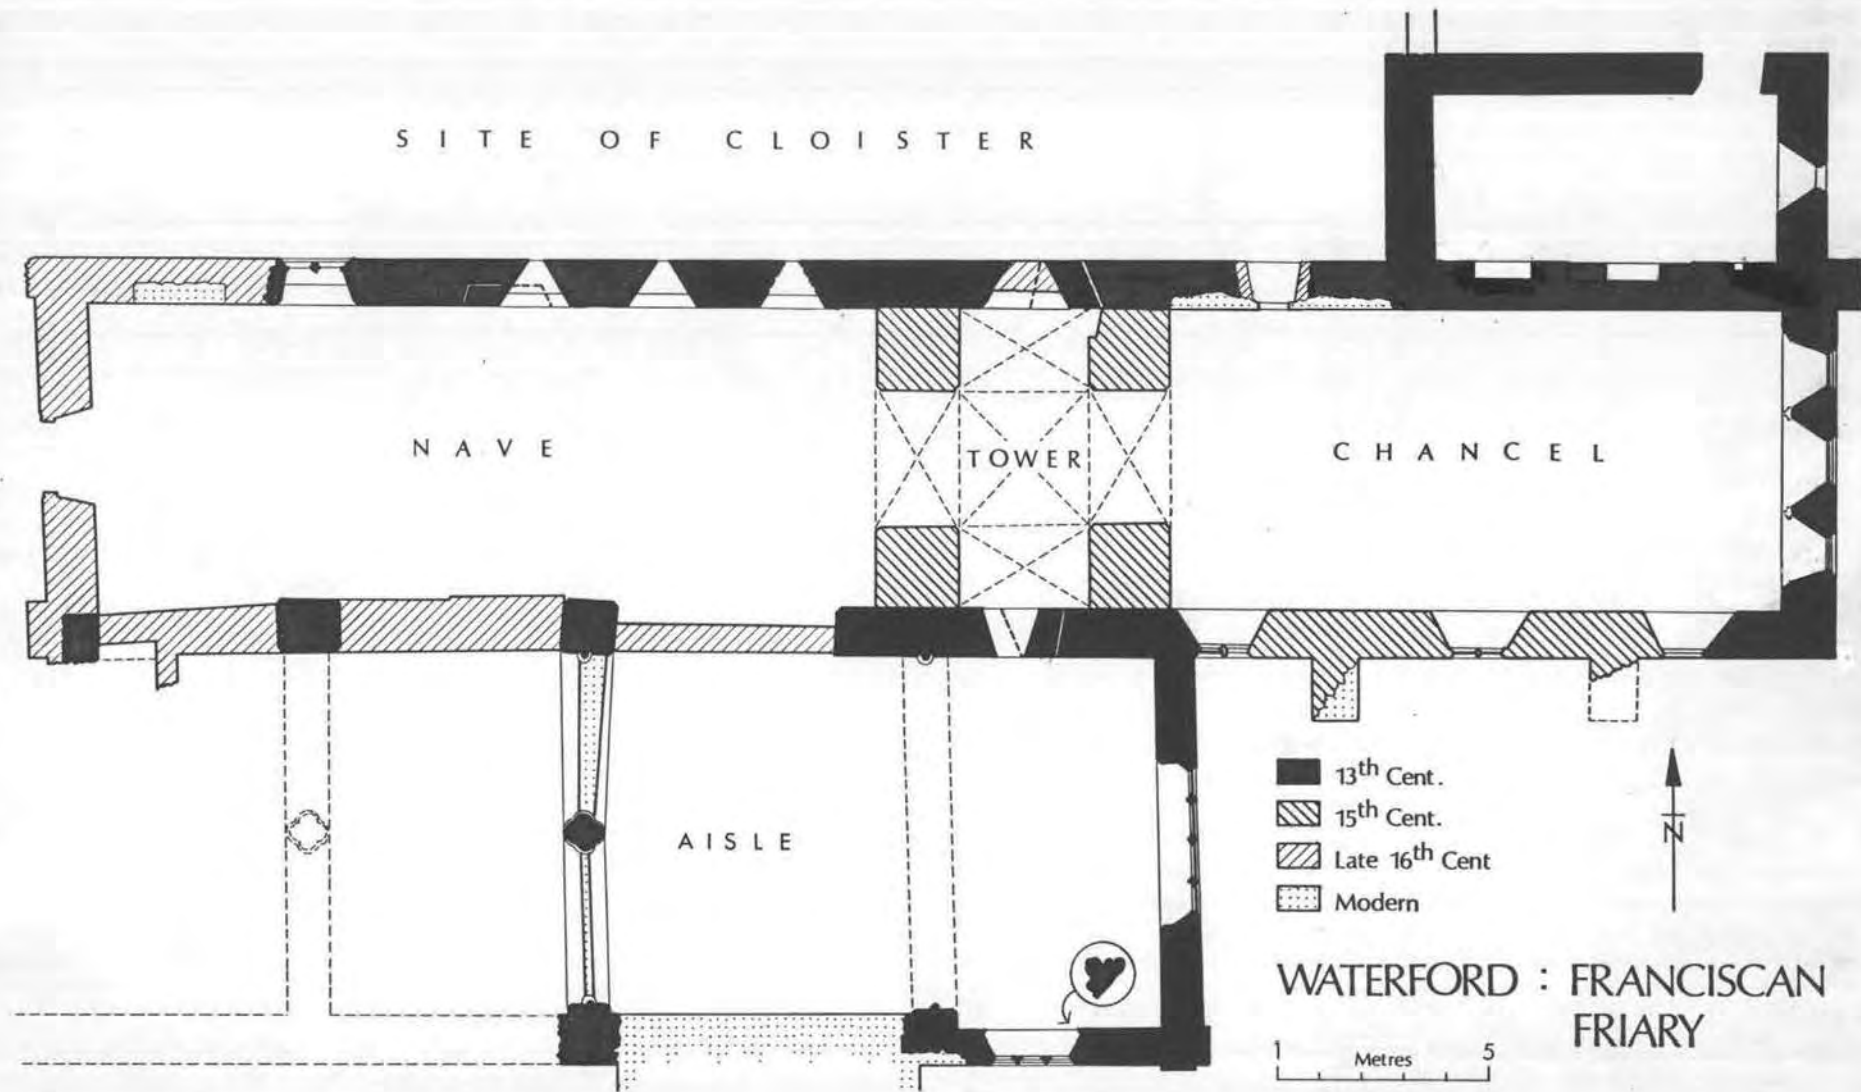 SITE OF CLOISTER
NAVE
TOWER
CHANCEL
AISLE
13th Cent.
15th Cent.
Late 16th Cent
Modern
N
WATERFORD : FRANCISCAN
FRIARY
1 Metres 5